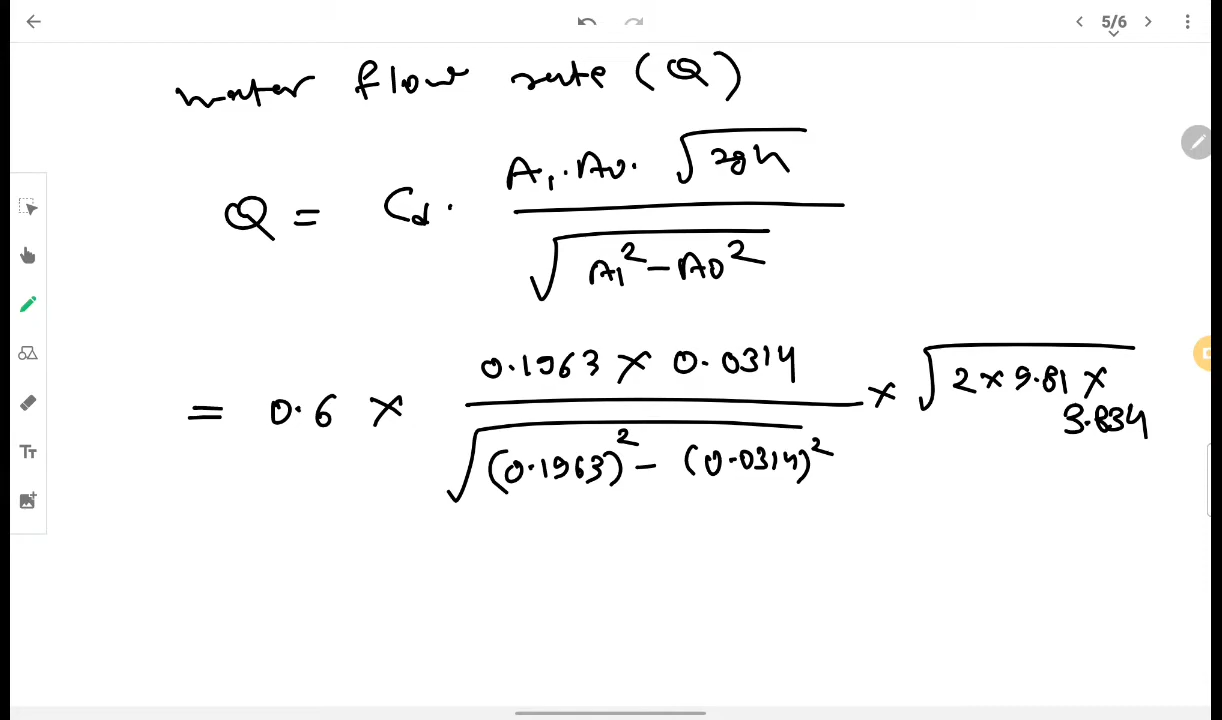 5/6
water flow rate (Q)
Q = Cd · A1 · A0 · √2gh / √A1² - A0²
= 0.6 × 0.1963 × 0.0314 / √(0.1963)² - (0.0314)² × √2 × 9.81 × 3.834
Tт